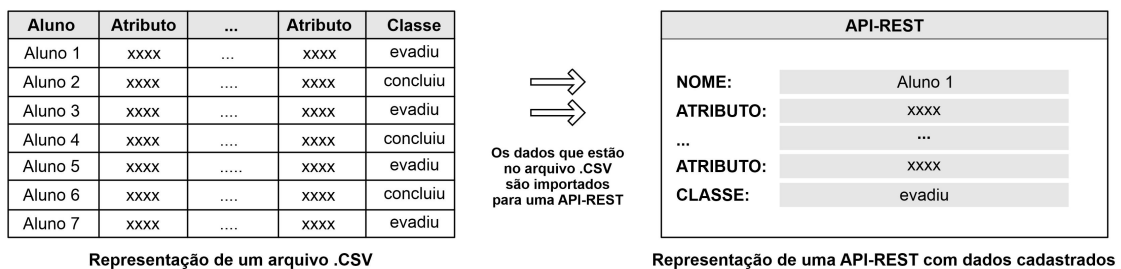 Aluno Atributo ... Atributo Classe
Aluno 1 xxxx .... xxxx evadiu
Aluno 2 xxxx .... xxxx concluiu
Aluno 3 xxxx .... xxxx evadiu
Aluno 4 xxxx .... xxxx concluiu
Aluno 5 xxxx ..... xxxx evadiu
Aluno 6 xxxx .... xxxx concluiu
Aluno 7 xxxx .... xxxx evadiu
Representação de um arquivo .CSV
Os dados que estão
no arquivo .CSV
são importados
para uma API-REST
API-REST
NOME: Aluno 1
ATRIBUTO: xxxx
... ...
ATRIBUTO: xxxx
CLASSE: evadiu
Representação de uma API-REST com dados cadastrados